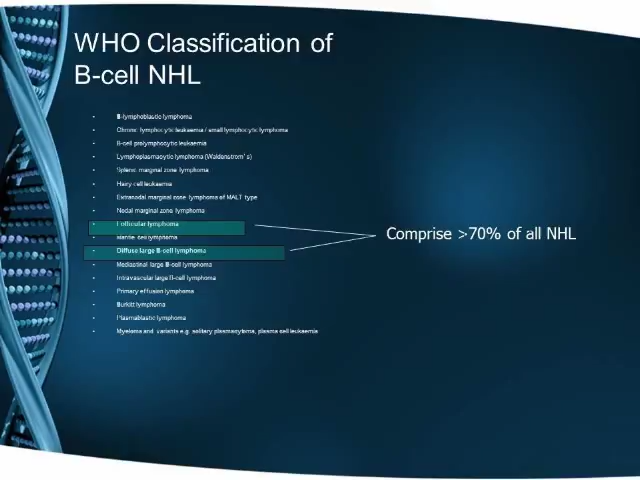 WHO Classification of
B-cell NHL
• B-lymphoblastic lymphoma
• Chronic lymphocytic leukaemia / small lymphocytic lymphoma
• B-cell prolymphocytic leukaemia
• Lymphoplasmacytic lymphoma (Waldenstrom's)
• Splenic marginal zone lymphoma
• Hairy cell leukaemia
• Extranodal marginal zone lymphoma of MALT type
• Nodal marginal zone lymphoma
• Follicular lymphoma
• Mantle cell lymphoma
Comprise >70% of all NHL
• Diffuse large B-cell lymphoma
• Mediastinal large B-cell lymphoma
• Intravascular large B-cell lymphoma
• Primary effusion lymphoma
• Burkitt lymphoma
• Plasmablastic lymphoma
• Myeloma and variants e.g. solitary plasmacytoma, plasma cell leukaemia